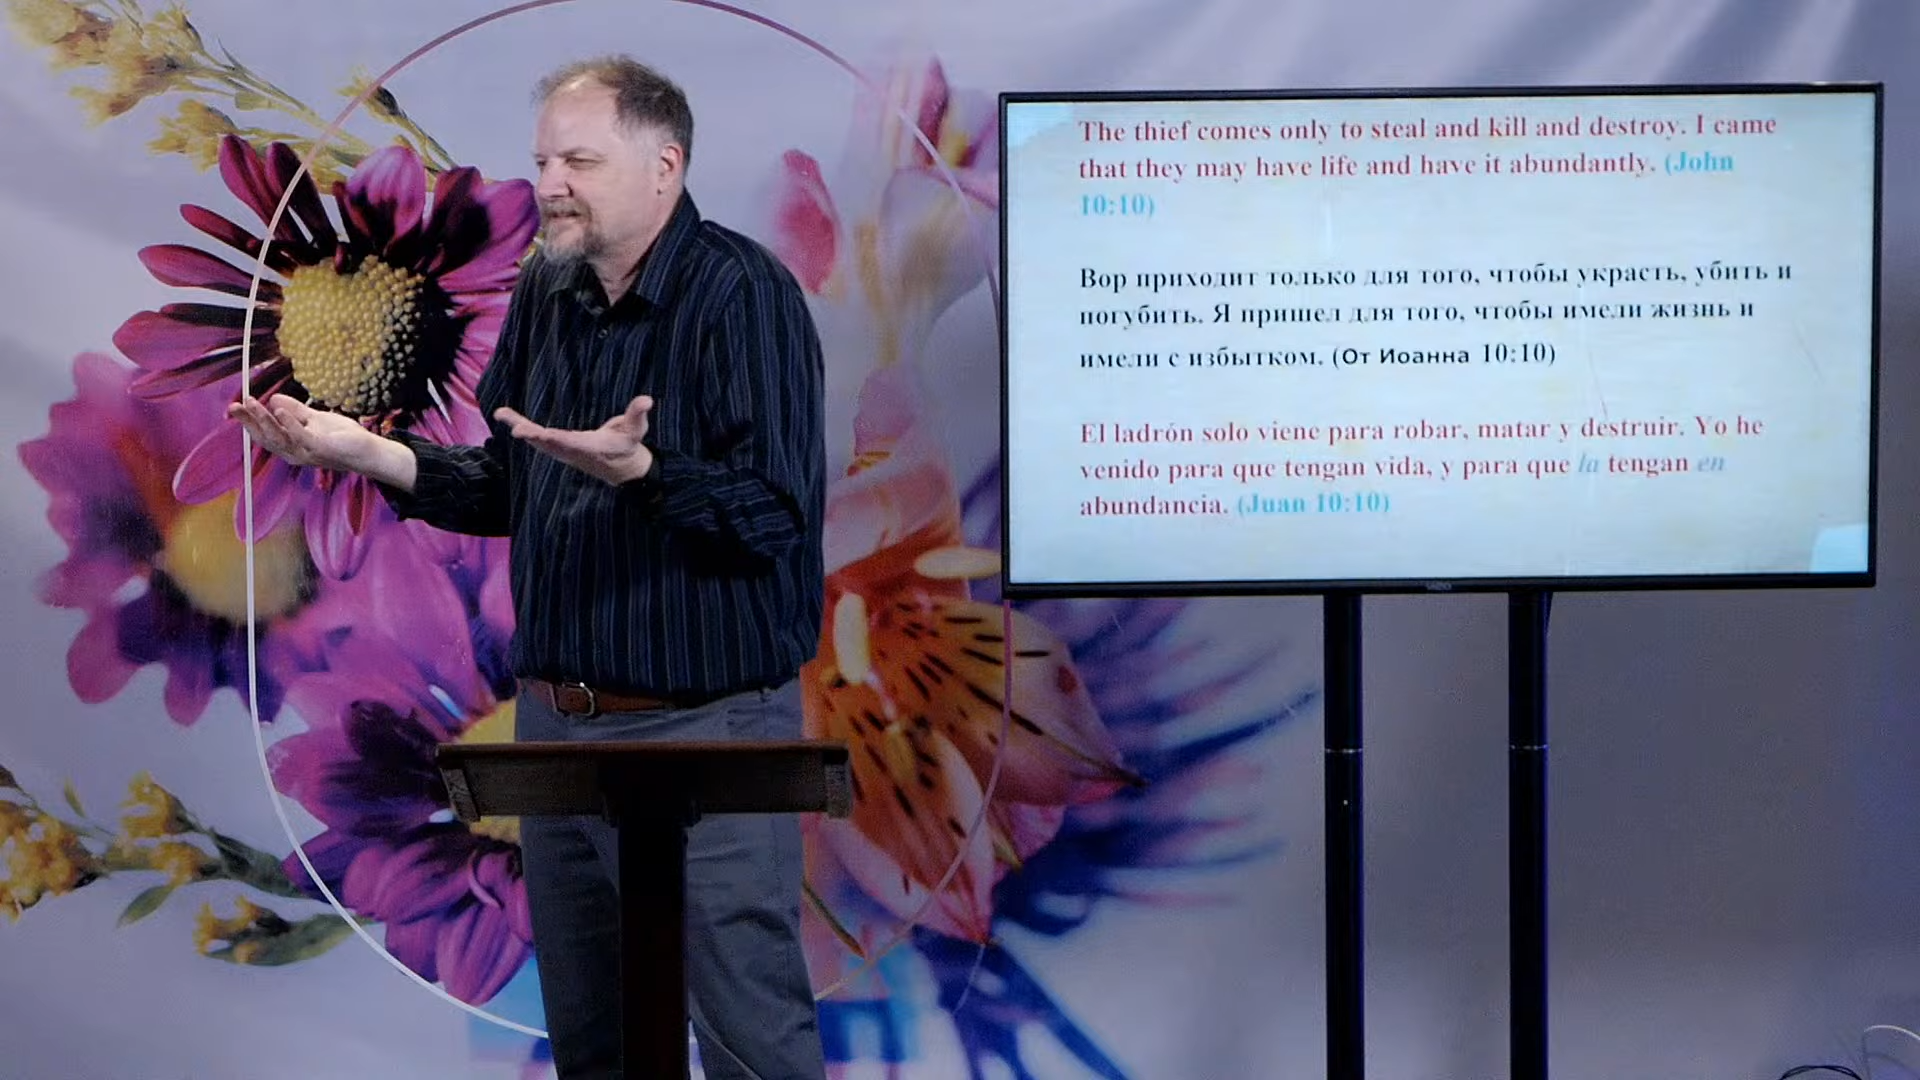 The thief comes only to steal and kill and destroy. I came
that they may have life and have it abundantly. (John
10:10)
Вор приходит только для того, чтобы украсть, убить и
погубить. Я пришел для того, чтобы имели жизнь и
имели с избытком. (От Иоанна 10:10)
El ladrón solo viene para robar, matar y destruir. Yo he
venido para que tengan vida, y para que la tengan en
abundancia. (Juan 10:10)